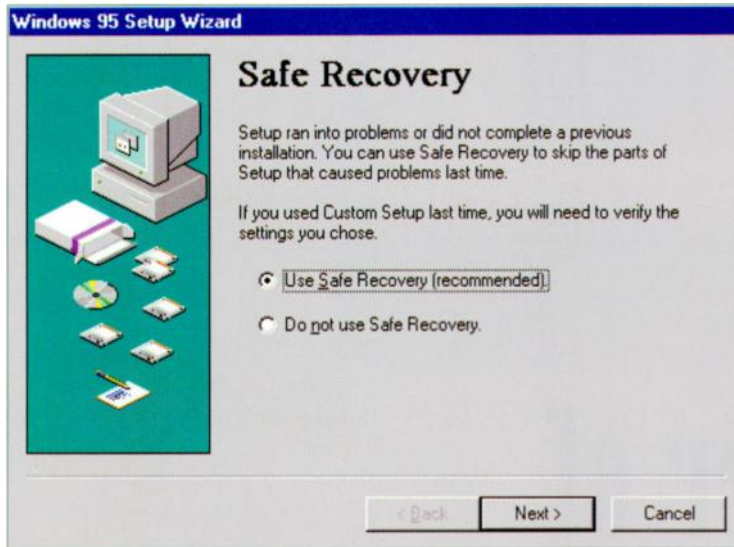 Windows 95 Setup Wizard
Safe Recovery
Setup ran into problems or did not complete a previous
installation. You can use Safe Recovery to skip the parts of
Setup that caused problems last time.
If you used Custom Setup last time, you will need to verify the
settings you chose.
Use Safe Recovery (recommended).
Do not use Safe Recovery.
< Back
Next >
Cancel